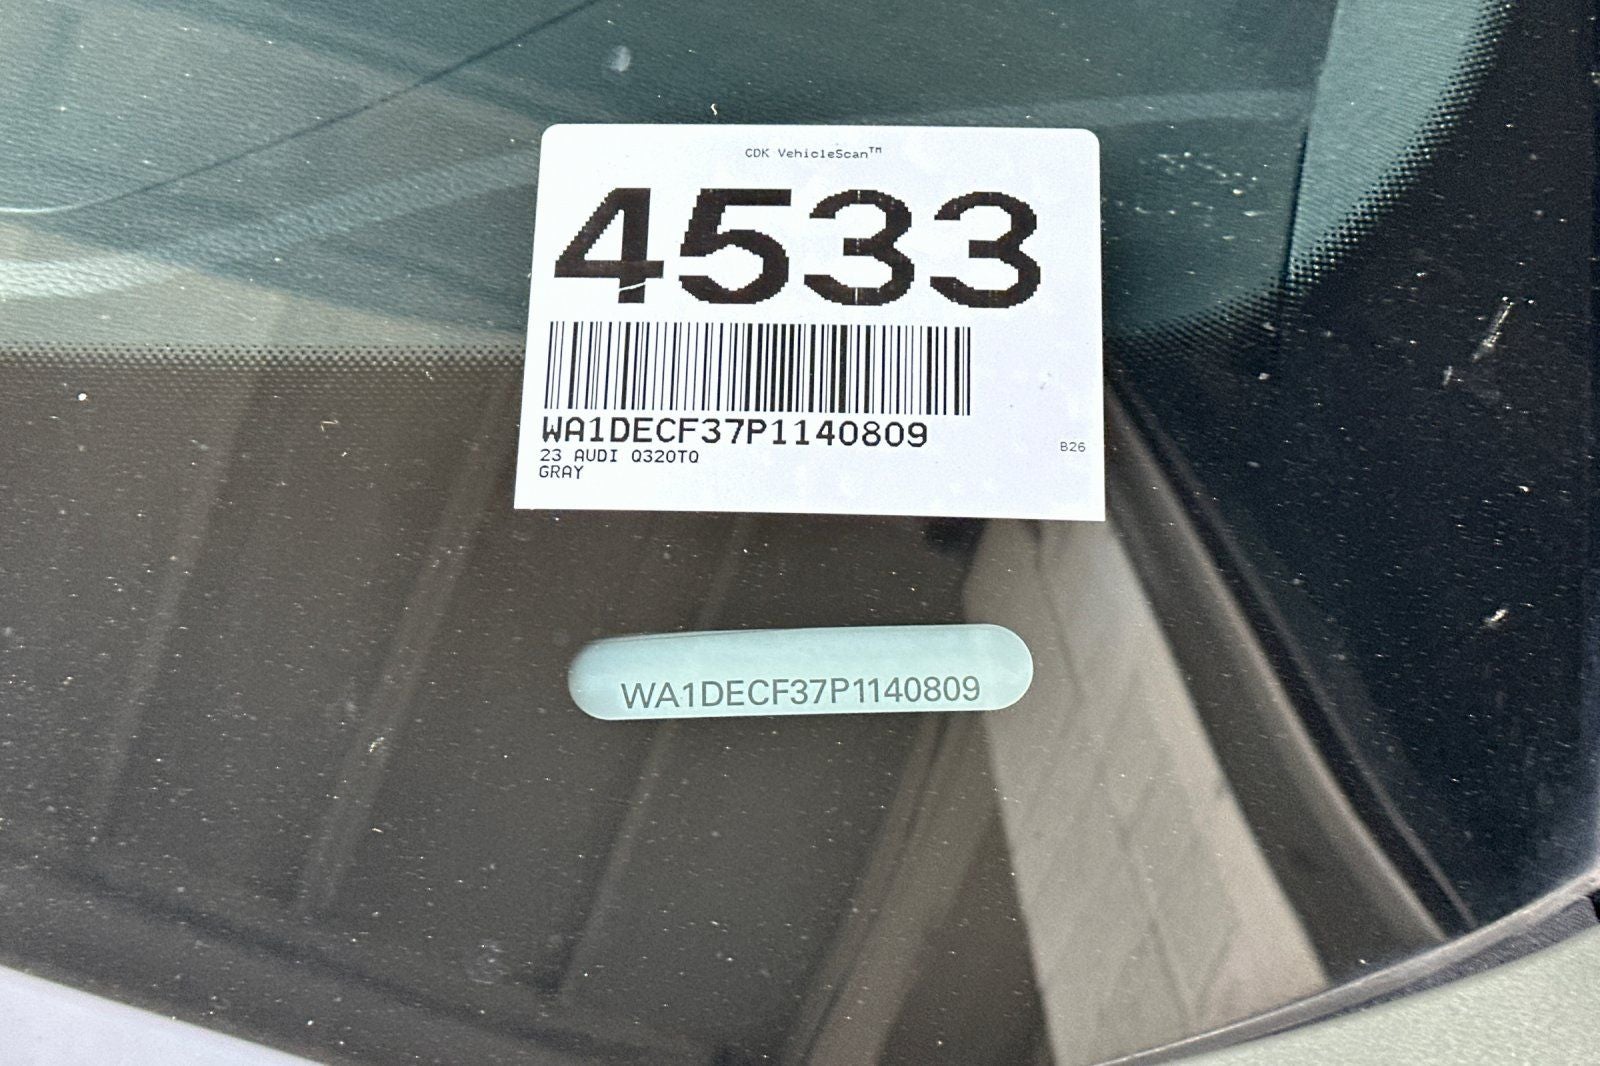 CDK VehicleScan™
4533
WA1DECF37P1140809
23 AUDI Q320TQ
GRAY
B26
WA1DECF37P1140809